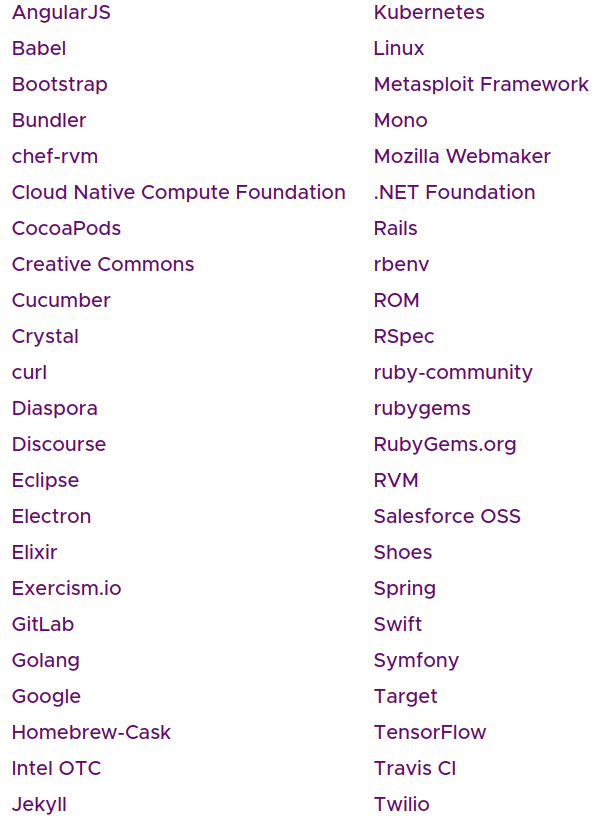 AngularJS
Babel
Bootstrap
Bundler
chef-rvm
Cloud Native Compute Foundation
CocoaPods
Creative Commons
Cucumber
Crystal
curl
Diaspora
Discourse
Eclipse
Electron
Elixir
Exercism.io
GitLab
Golang
Google
Homebrew-Cask
Intel OTC
Jekyll
Kubernetes
Linux
Metasploit Framework
Mono
Mozilla Webmaker
.NET Foundation
Rails
rbenv
ROM
RSpec
ruby-community
rubygems
RubyGems.org
RVM
Salesforce OSS
Shoes
Spring
Swift
Symfony
Target
TensorFlow
Travis CI
Twilio